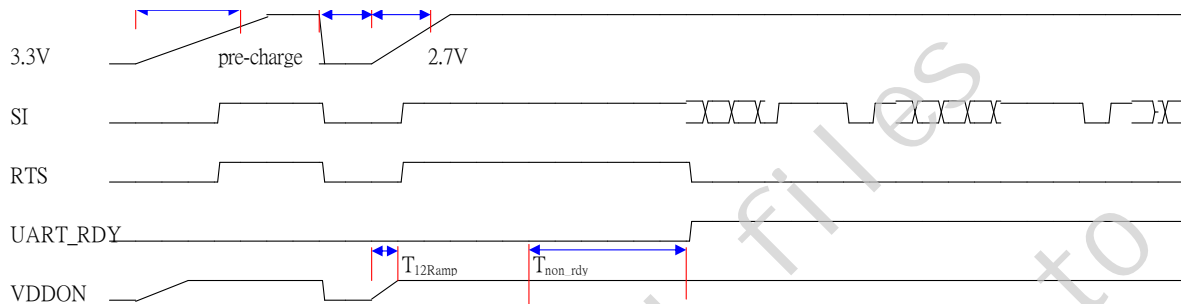 3.3V
pre-charge
2.7V
SI
RTS
UART_RDY
T12Ramp
Tnon_rdy
VDDON
files
to